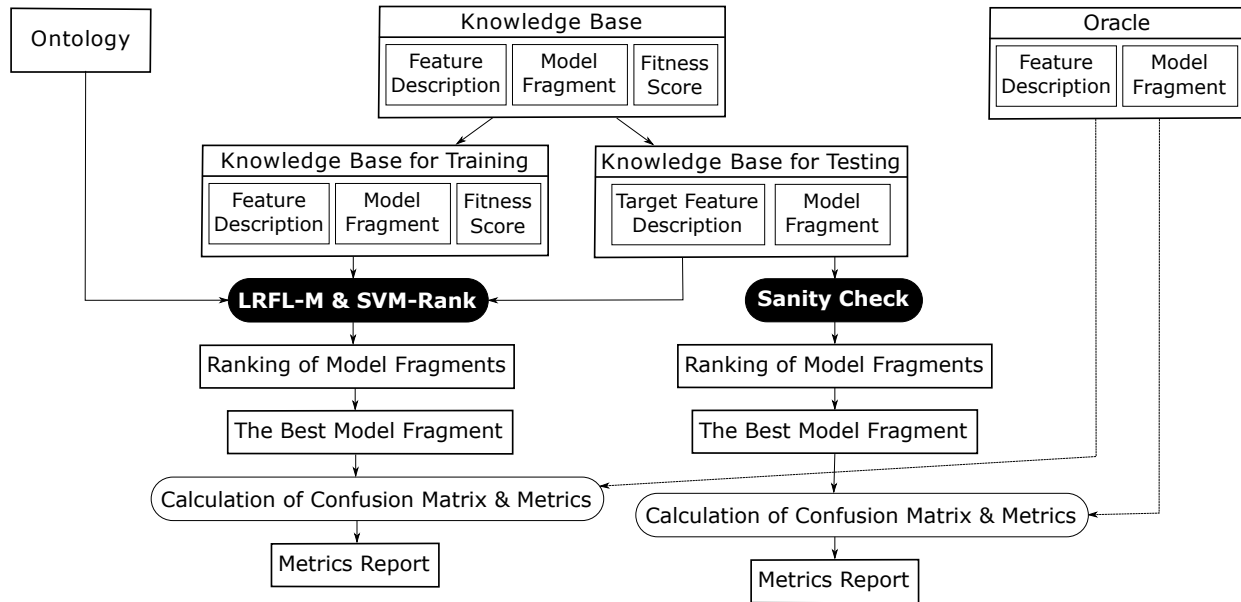 Ontology
Knowledge Base
Feature
Description
Model
Fragment
Fitness
Score
Oracle
Feature
Description
Model
Fragment
Knowledge Base for Training
Feature
Description
Model
Fragment
Fitness
Score
Knowledge Base for Testing
Target Feature
Description
Model
Fragment
LRFL-M & SVM-Rank
Sanity Check
Ranking of Model Fragments
Ranking of Model Fragments
The Best Model Fragment
The Best Model Fragment
Calculation of Confusion Matrix & Metrics
Calculation of Confusion Matrix & Metrics
Metrics Report
Metrics Report